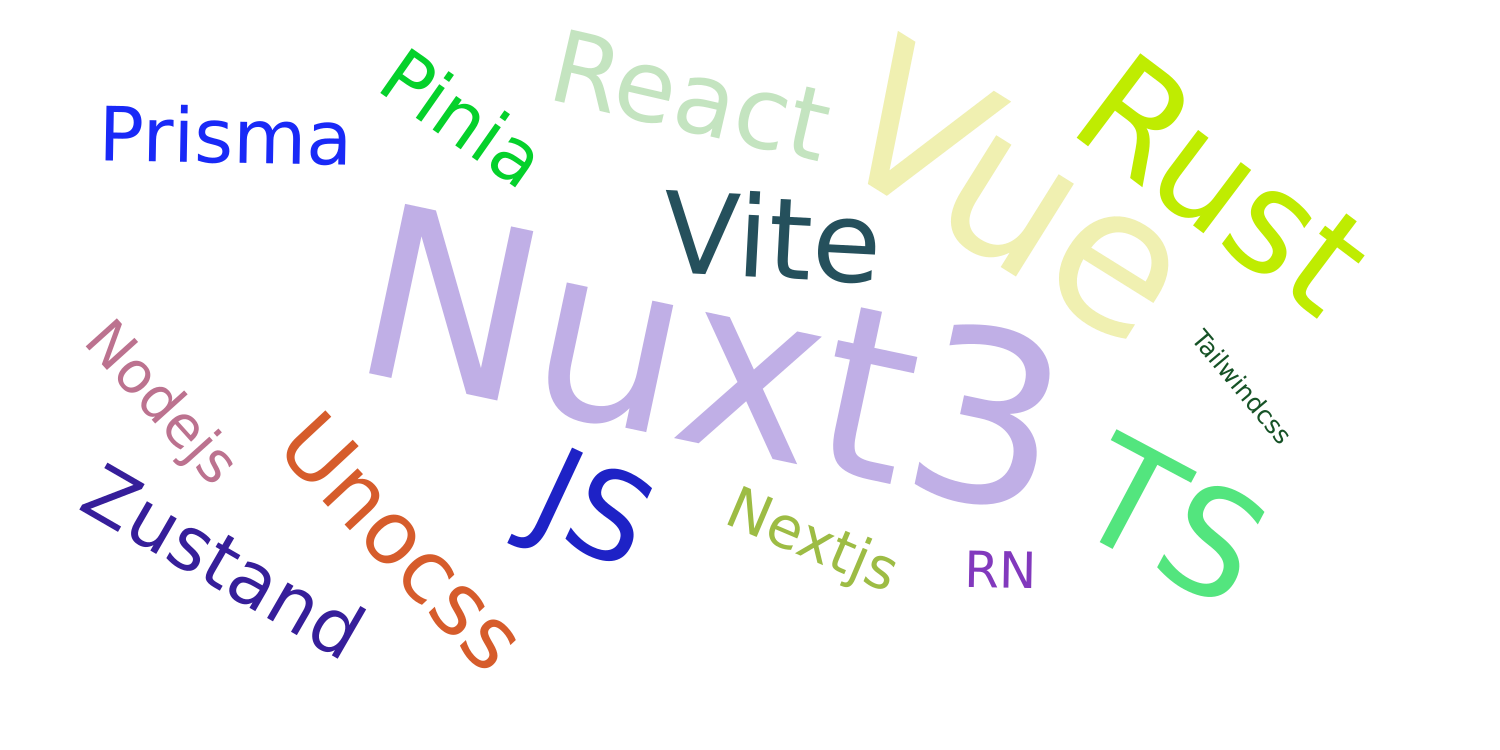 Prisma
Pinia
React
Vue
Rust
Vite
Nuxt3
Tailwindcss
Nodejs
Unocss
JS
TS
Zustand
Nextjs
RN